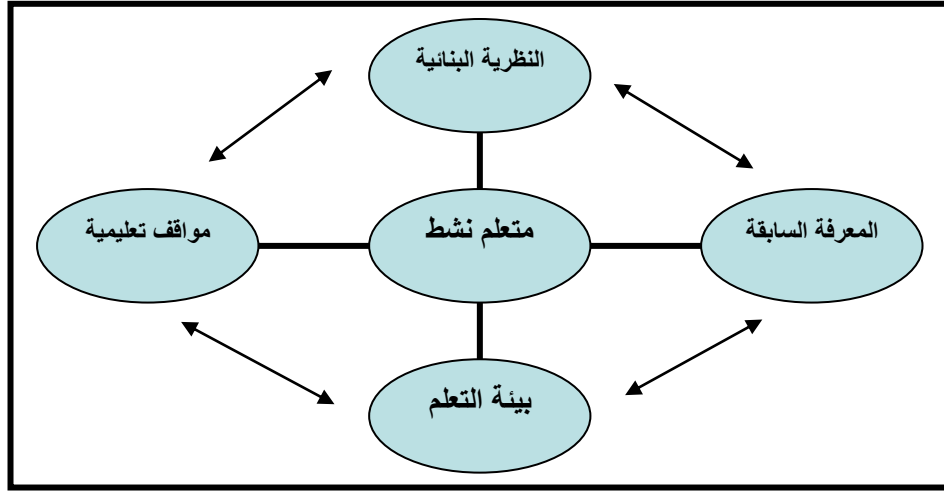 النظرية البنائية
المعرفة السابقة
متعلم نشط
مواقف تعليمية
بيئة التعلم